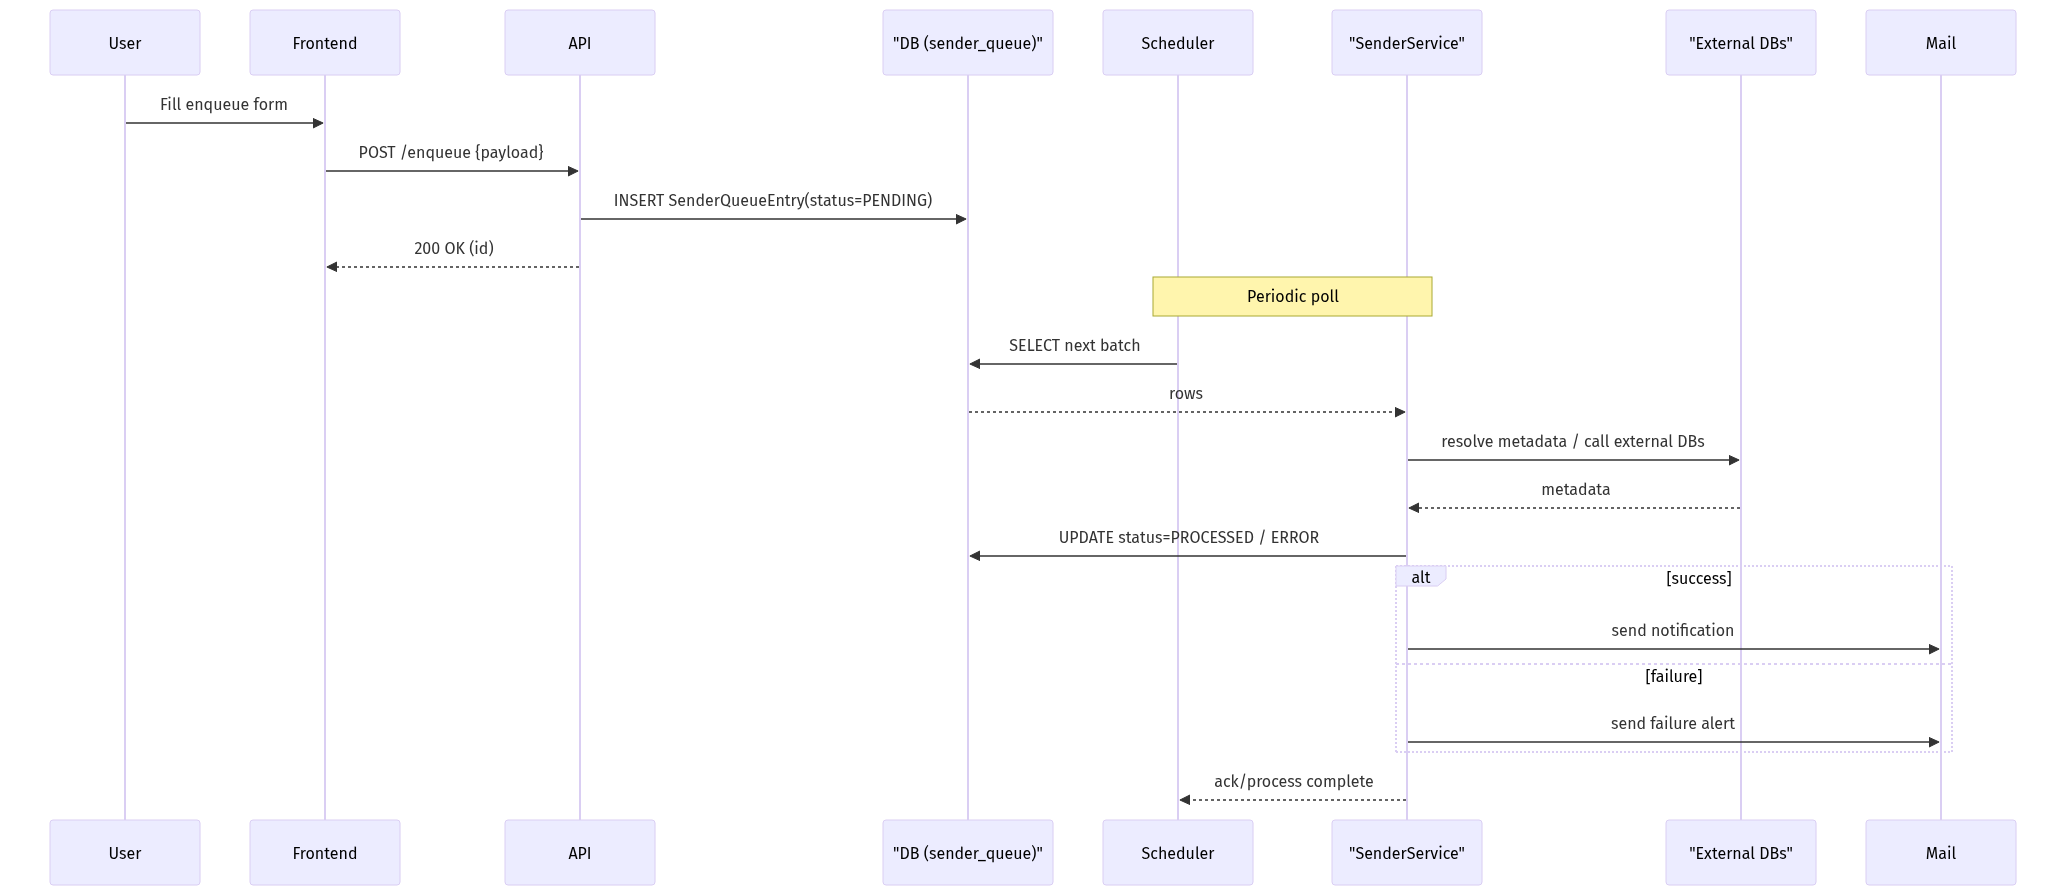 User
Frontend
API
"DB (sender_queue)"
Scheduler
"SenderService"
"External DBs"
Mail
Fill enqueue form
POST /enqueue {payload}
INSERT SenderQueueEntry(status=PENDING)
200 OK (id)
Periodic poll
SELECT next batch
rows
resolve metadata / call external DBs
metadata
UPDATE status=PROCESSED / ERROR
alt
[success]
send notification
[failure]
send failure alert
ack/process complete
User
Frontend
API
"DB (sender_queue)"
Scheduler
"SenderService"
"External DBs"
Mail